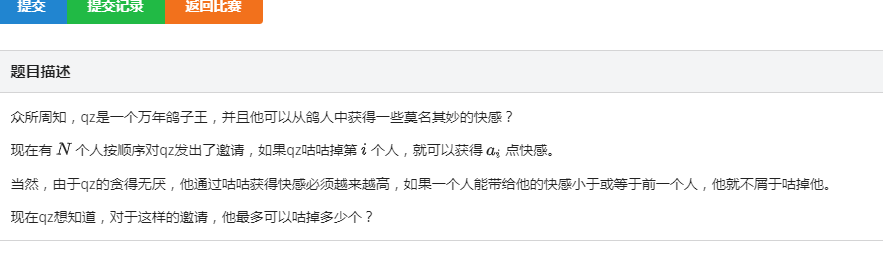 提交 提交记录 返回比赛
题目描述
众所周知，qz是一个万年鸽子王，并且他可以从鸽人中获得一些莫名其妙的快感？
现在有 N 个人按顺序对qz发出了邀请，如果qz咕咕掉第 i 个人，就可以获得 aᵢ 点快感。
当然，由于qz的贪得无厌，他通过咕咕获得快感必须越来越高，如果一个人能带给他的快感小于或等于前一个人，他就不屑于咕掉他。
现在qz想知道，对于这样的邀请，他最多可以咕掉多少个？